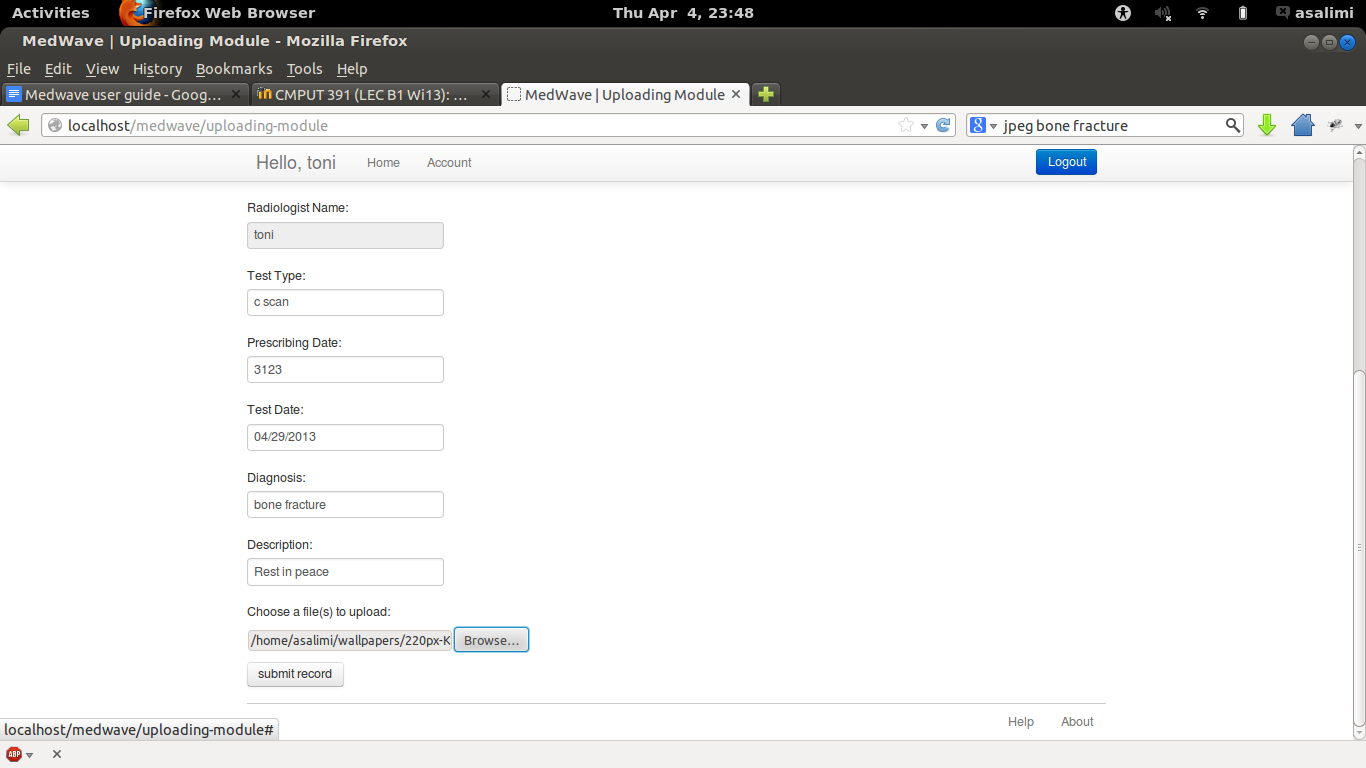 Activities Firefox Web Browser Thu Apr 4, 23:48 asalimi
MedWave | Uploading Module - Mozilla Firefox
File Edit View History Bookmarks Tools Help
Medwave user guide - Goog... CMPUT 391 (LEC B1 Wi13): ... MedWave | Uploading Module
localhost/medwave/uploading-module jpeg bone fracture
Hello, toni Home Account Logout
Radiologist Name:
toni
Test Type:
c scan
Prescribing Date:
3123
Test Date:
04/29/2013
Diagnosis:
bone fracture
Description:
Rest in peace
Choose a file(s) to upload:
/home/asalimi/wallpapers/220px-K Browse...
submit record
Help About
localhost/medwave/uploading-module#
ABP